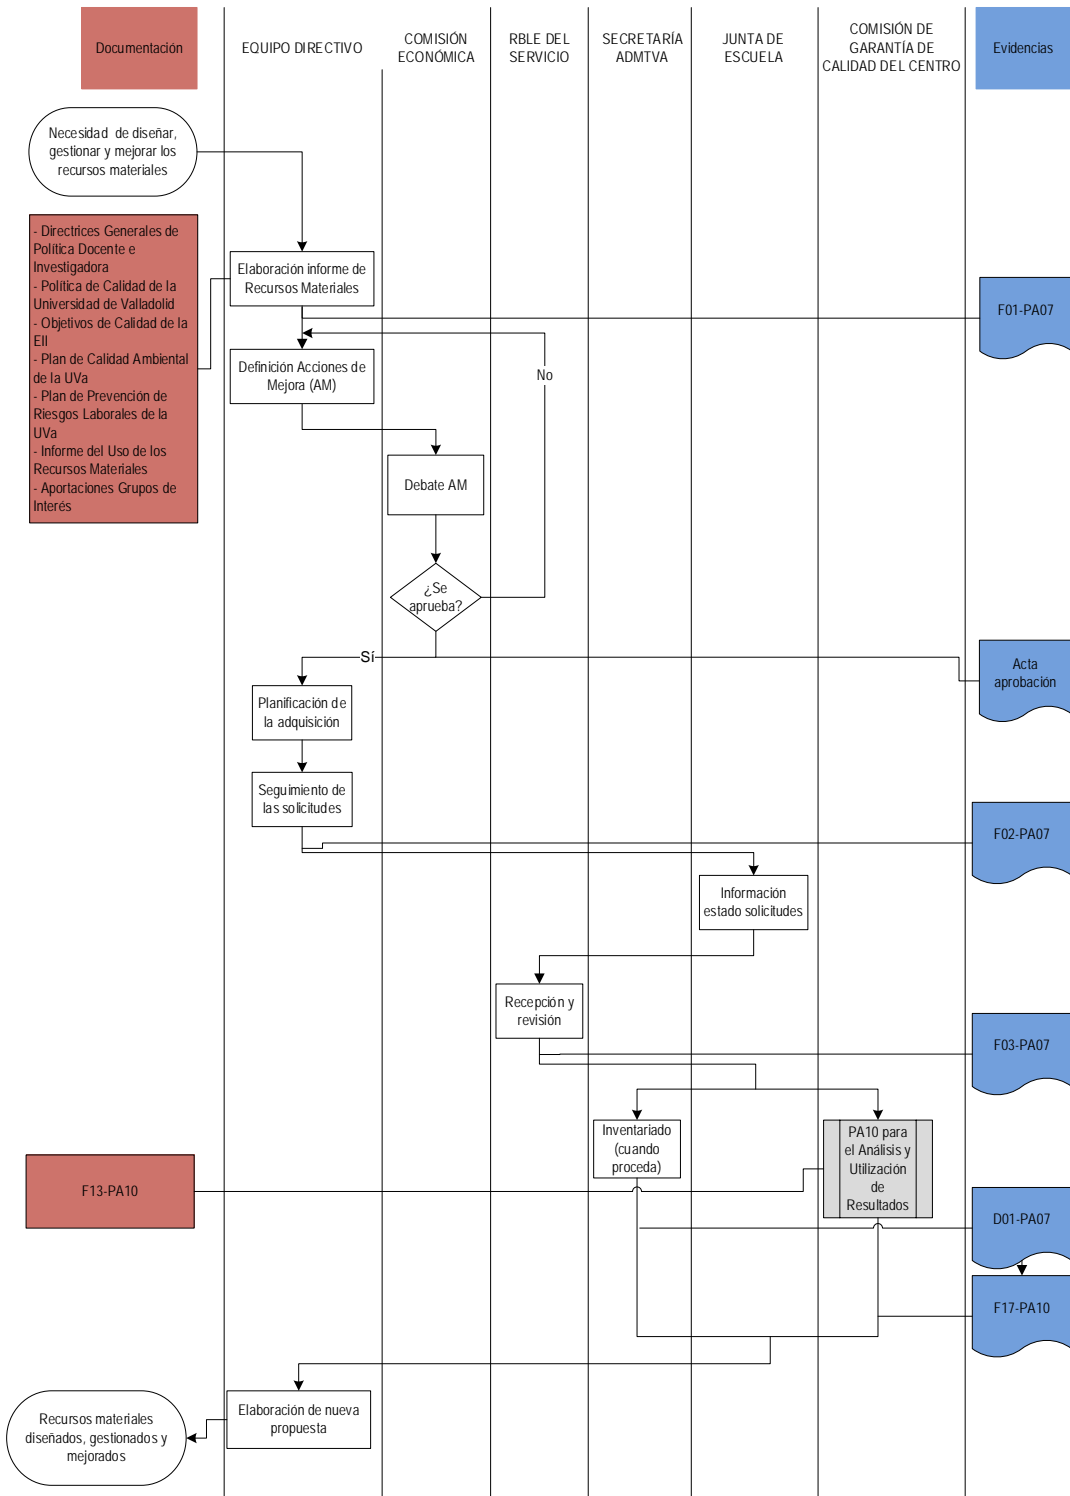 Documentación
EQUIPO DIRECTIVO
COMISIÓN
ECONÓMICA
RBLE DEL
SERVICIO
SECRETARÍA
ADMTVA
JUNTA DE
ESCUELA
COMISIÓN DE
GARANTÍA DE
CALIDAD DEL CENTRO
Evidencias
Necesidad de diseñar,
gestionar y mejorar los
recursos materiales
- Directrices Generales de
Política Docente e
Investigadora
- Política de Calidad de la
Universidad de Valladolid
- Objetivos de Calidad de la
EII
- Plan de Calidad Ambiental
de la UVa
- Plan de Prevención de
Riesgos Laborales de la
UVa
- Informe del Uso de los
Recursos Materiales
- Aportaciones Grupos de
Interés
Elaboración informe de
Recursos Materiales
F01-PA07
Definición Acciones de
Mejora (AM)
No
Debate AM
¿Se
aprueba?
Sí
Acta
aprobación
Planificación de
la adquisición
Seguimiento de
las solicitudes
F02-PA07
Información
estado solicitudes
Recepción y
revisión
F03-PA07
Inventariado
(cuando
proceda)
PA10 para
el Análisis y
Utilización
de
Resultados
F13-PA10
D01-PA07
F17-PA10
Elaboración de nueva
propuesta
Recursos materiales
diseñados, gestionados y
mejorados